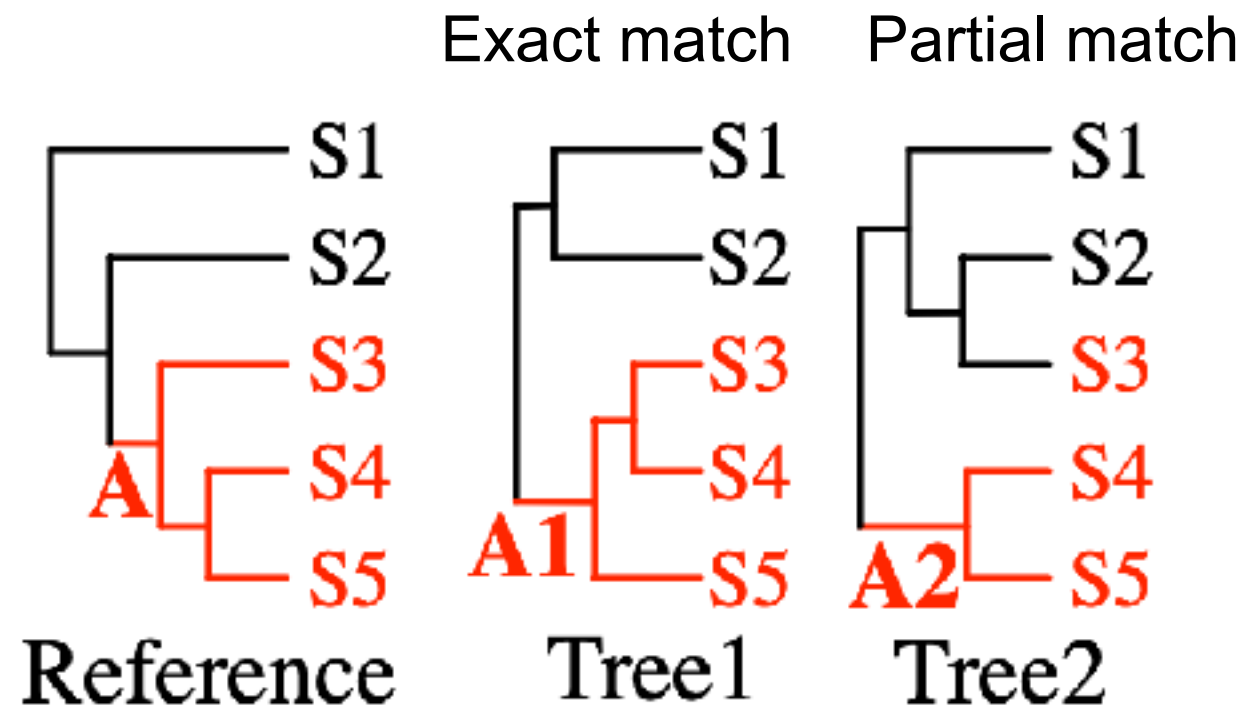 Exact match Partial match
S1 S1 S1
S2 S2 S2
S3 S3 S3
A S4 S4 S4
A1 A2
S5 S5 S5
Reference Tree1 Tree2